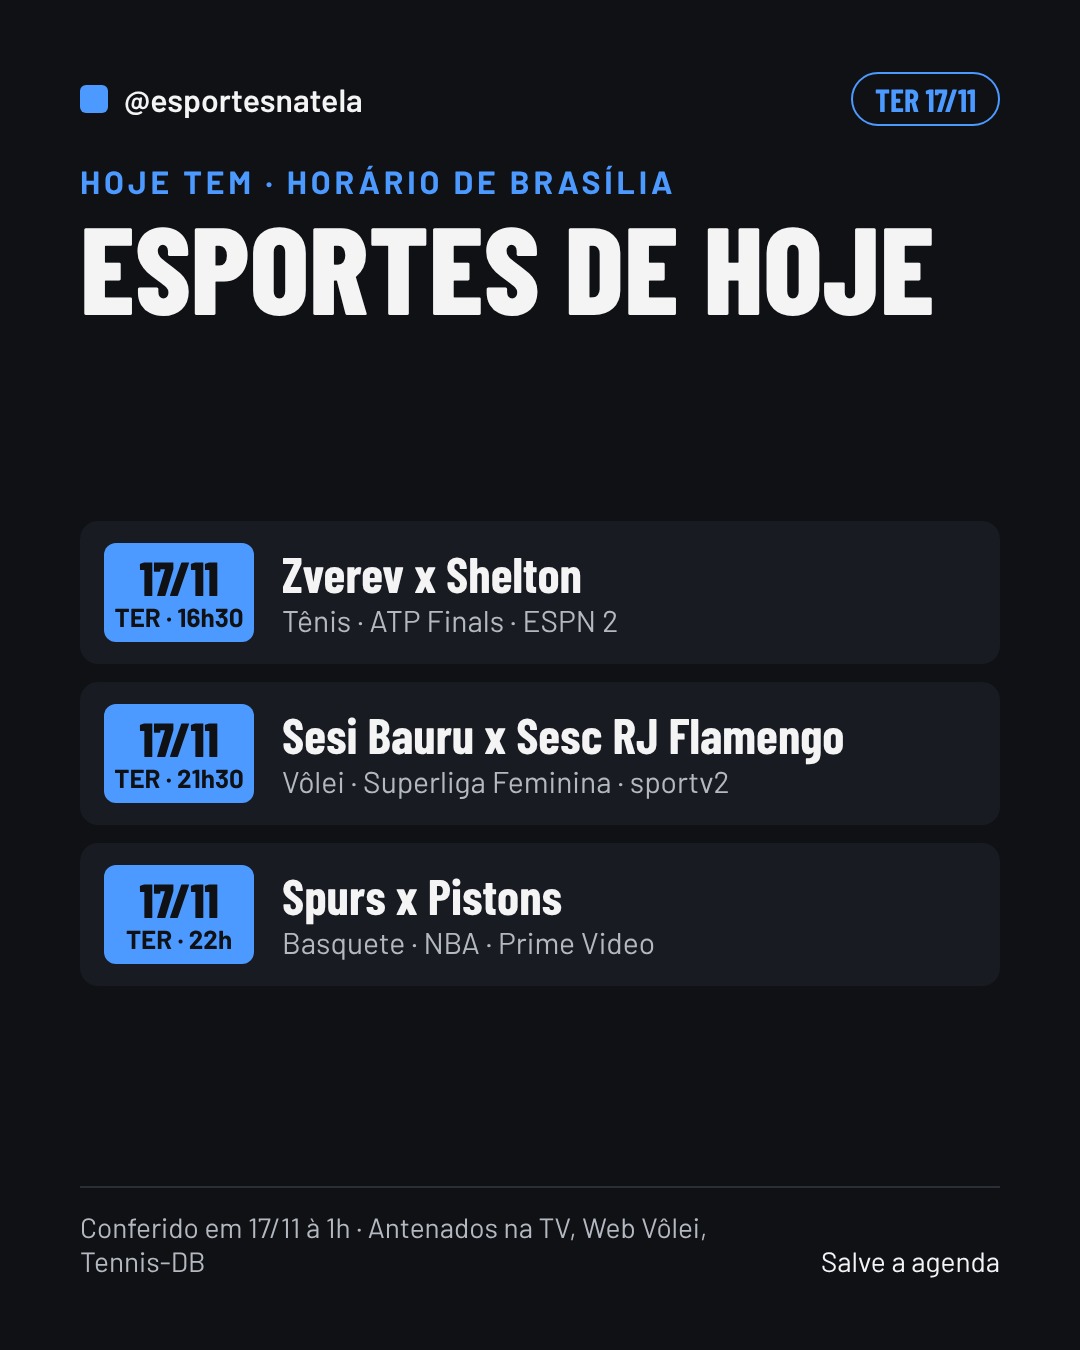 @esportesnatela
TER 17/11
HOJE TEM · HORÁRIO DE BRASÍLIA
ESPORTES DE HOJE
17/11
TER · 16h30
Zverev x Shelton
Tênis · ATP Finals · ESPN 2
17/11
TER · 21h30
Sesi Bauru x Sesc RJ Flamengo
Vôlei · Superliga Feminina · sportv2
17/11
TER · 22h
Spurs x Pistons
Basquete · NBA · Prime Video
Conferido em 17/11 à 1h · Antenados na TV, Web Vôlei,
Tennis-DB
Salve a agenda